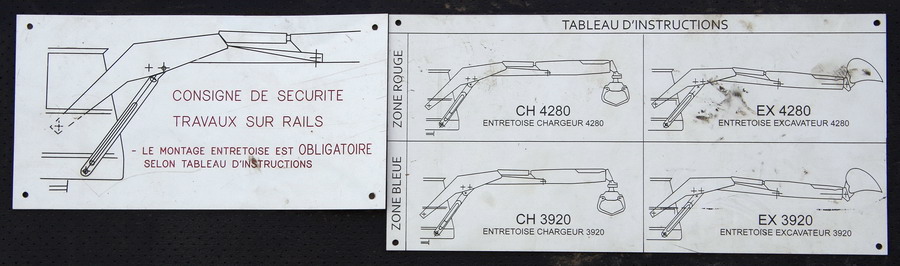 CONSIGNE DE SECURITE
TRAVAUX SUR RAILS
- LE MONTAGE ENTRETOISE EST OBLIGATOIRE
SELON TABLEAU D'INSTRUCTIONS
TABLEAU D'INSTRUCTIONS
ZONE ROUGE
CH 4280
ENTRETOISE CHARGEUR 4280
EX 4280
ENTRETOISE EXCAVATEUR 4280
ZONE BLEUE
CH 3920
ENTRETOISE CHARGEUR 3920
EX 3920
ENTRETOISE EXCAVATEUR 3920